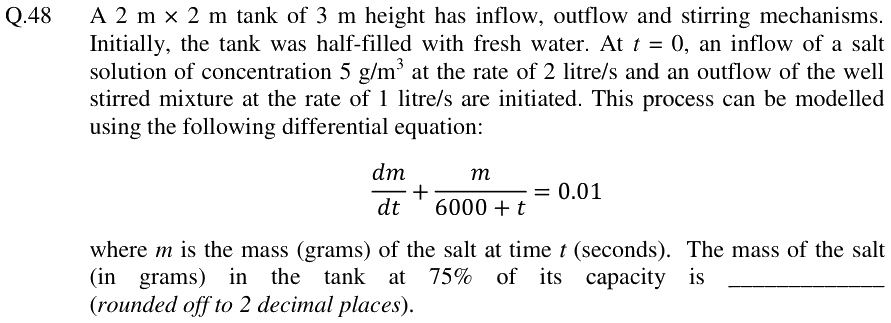 Q.48 A 2 m × 2 m tank of 3 m height has inflow, outflow and stirring mechanisms.
Initially, the tank was half-filled with fresh water. At t = 0, an inflow of a salt
solution of concentration 5 g/m³ at the rate of 2 litre/s and an outflow of the well
stirred mixture at the rate of 1 litre/s are initiated. This process can be modelled
using the following differential equation:
dm/dt + m/(6000 + t) = 0.01
where m is the mass (grams) of the salt at time t (seconds). The mass of the salt
(in grams) in the tank at 75% of its capacity is ______________
(rounded off to 2 decimal places).